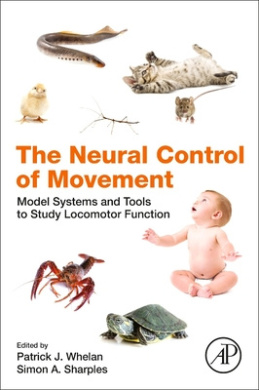 The Neural Control
of Movement
Model Systems and Tools
to Study Locomotor Function
Edited by
Patrick J. Whelan
Simon A. Sharples
AP